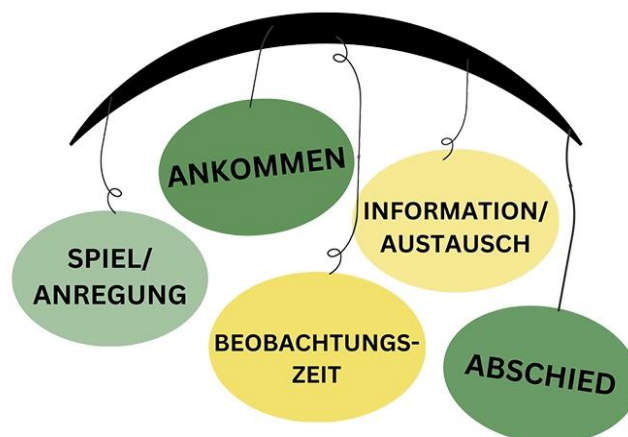 ANKOMMEN
SPIEL/
ANREGUNG
INFORMATION/
AUSTAUSCH
BEOBACHTUNGS-
ZEIT
ABSCHIED